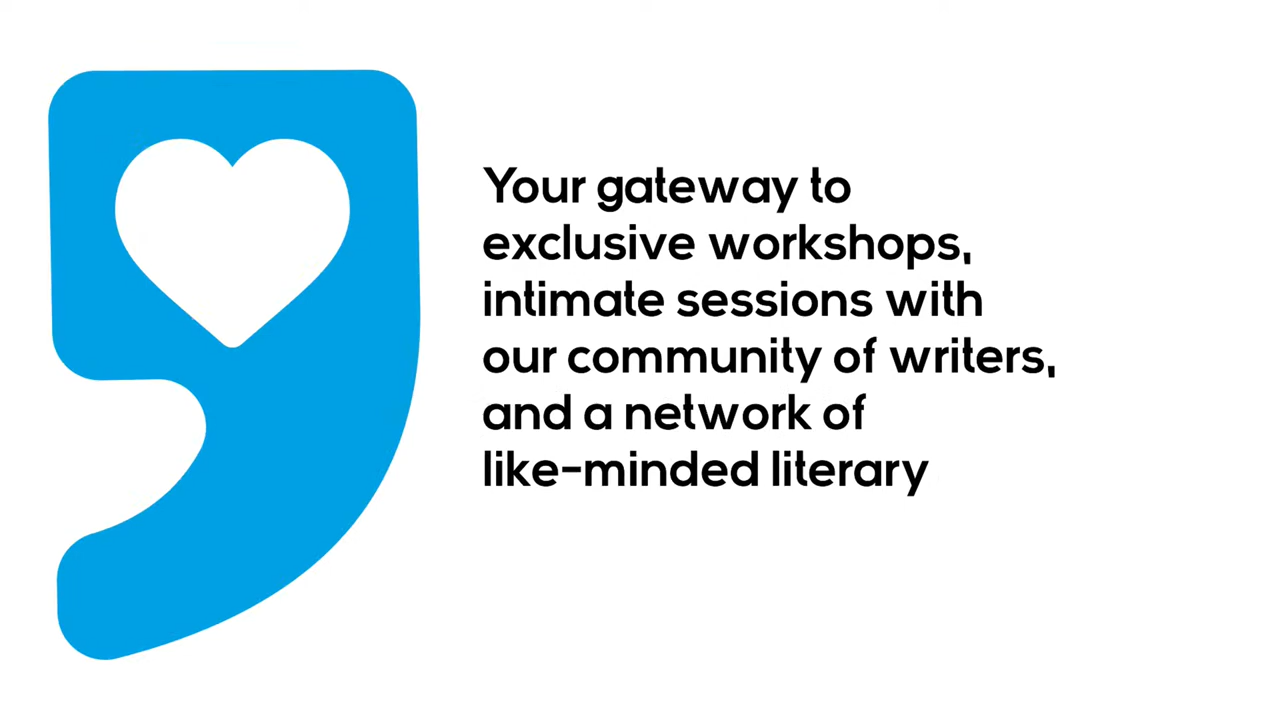 Your gateway to
exclusive workshops,
intimate sessions with
our community of writers,
and a network of
like-minded literary